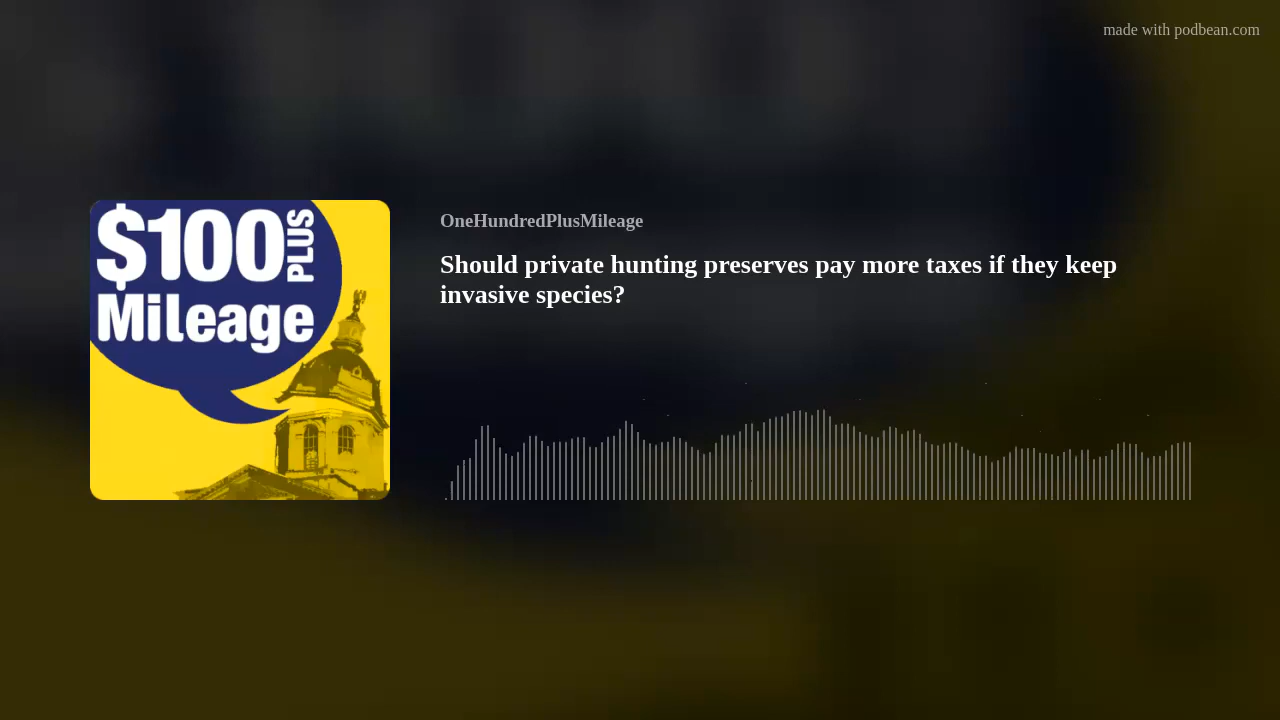 made with podbean.com
$100 PLUS
Mileage
OneHundredPlusMileage
Should private hunting preserves pay more taxes if they keep
invasive species?